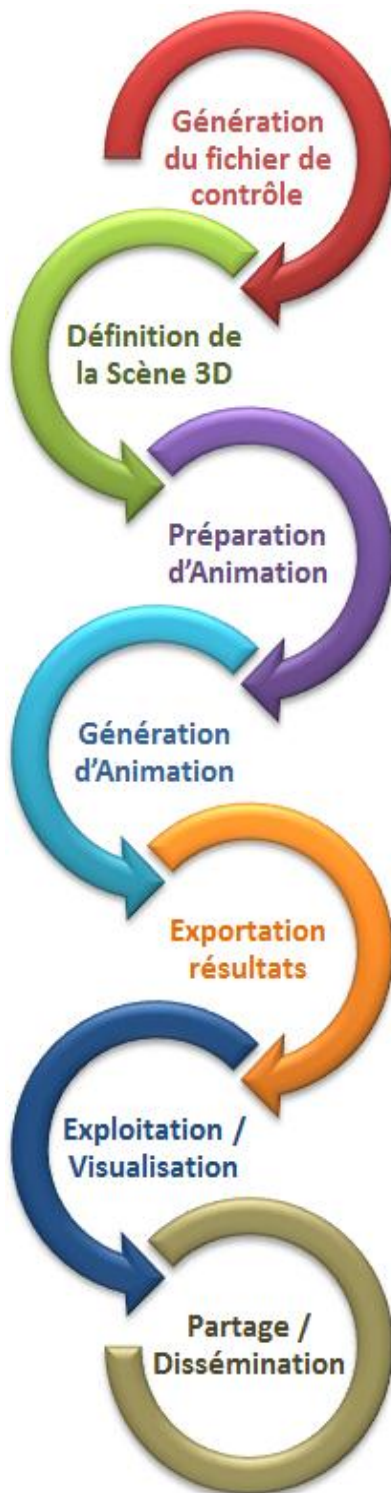 Génération
du fichier de
contrôle
Définition de
la Scène 3D
Préparation
d’Animation
Génération
d’Animation
Exportation
résultats
Exploitation /
Visualisation
Partage /
Dissémination